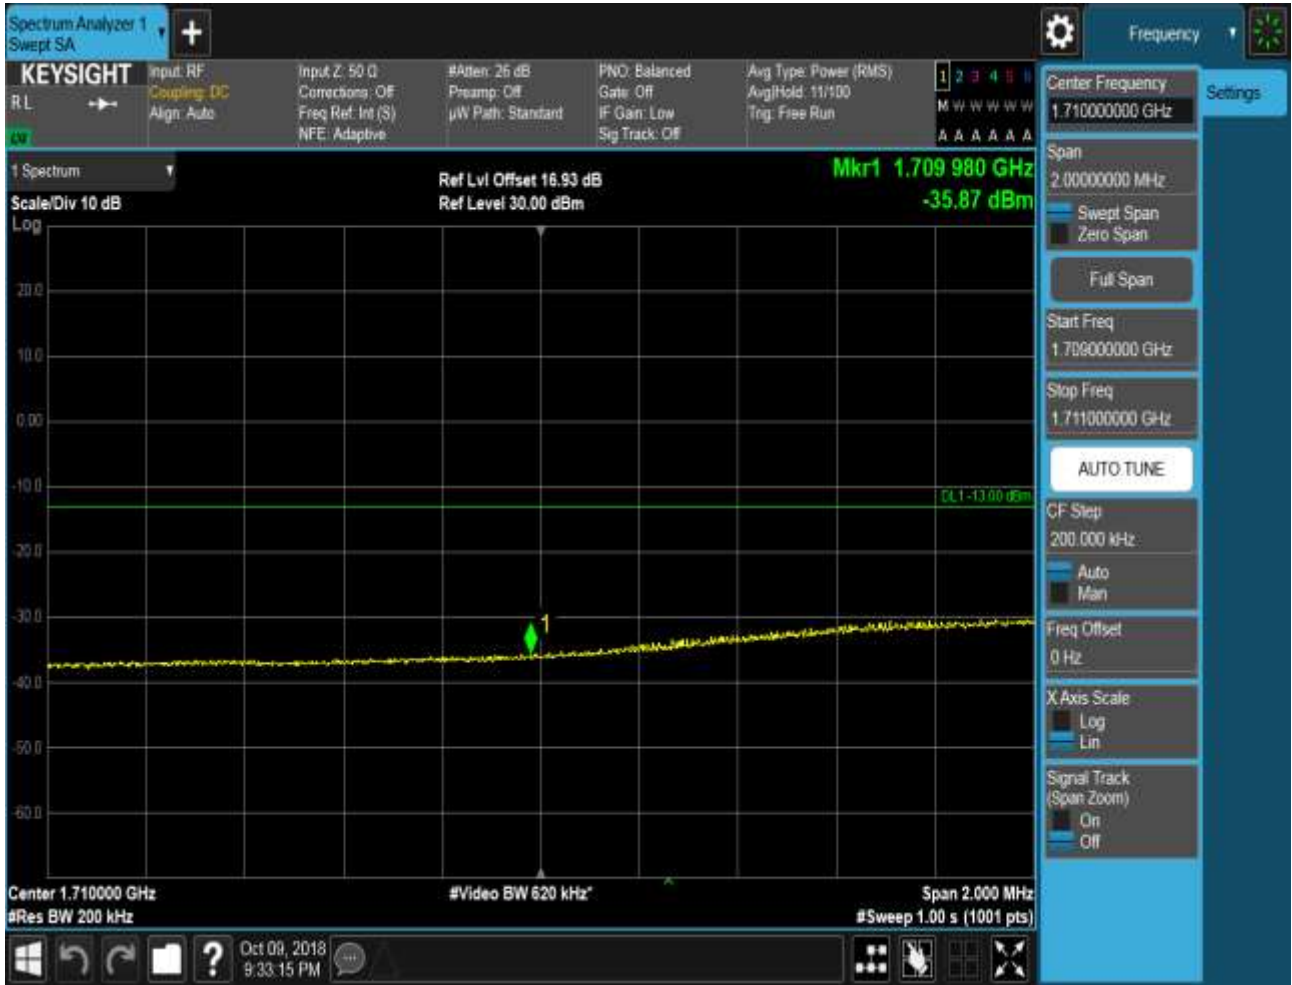 Spectrum Analyzer 1
Swept SA
Frequency
KEYSIGHT
R L
Input: RF
Coupling: DC
Align: Auto
Input Z: 50 Ω
Corrections: Off
Freq Ref: Int (S)
NFE: Adaptive
#Atten: 26 dB
Preamp: Off
µW Path: Standard
PNO: Balanced
Gate: Off
IF Gain: Low
Sig Track: Off
Avg Type: Power (RMS)
Avg|Hold: 11/100
Trig: Free Run
1 2 3 4 5 6
M W W W W W
A A A A A A
1 Spectrum
Scale/Div 10 dB
Log
Ref Lvl Offset 16.93 dB
Ref Level 30.00 dBm
Mkr1 1.709 980 GHz
-35.87 dBm
20.0
10.0
0.00
-10.0
-20.0
-30.0
-40.0
-50.0
-60.0
DL1 -13.00 dBm
1
Center 1.710000 GHz
#Res BW 200 kHz
#Video BW 620 kHz*
Span 2.000 MHz
#Sweep 1.00 s (1001 pts)
Oct 09, 2018
9:33:15 PM
Center Frequency
1.710000000 GHz
Settings
Span
2.00000000 MHz
Swept Span
Zero Span
Full Span
Start Freq
1.709000000 GHz
Stop Freq
1.711000000 GHz
AUTO TUNE
CF Step
200.000 kHz
Auto
Man
Freq Offset
0 Hz
X Axis Scale
Log
Lin
Signal Track
(Span Zoom)
On
Off